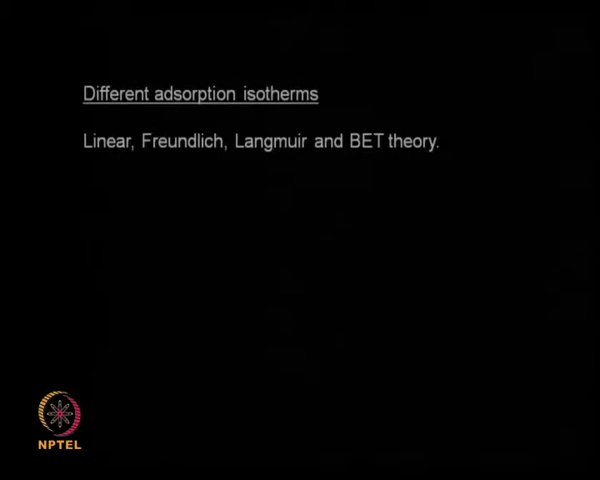 Different adsorption isotherms
Linear, Freundlich, Langmuir and BET theory.
NPTEL